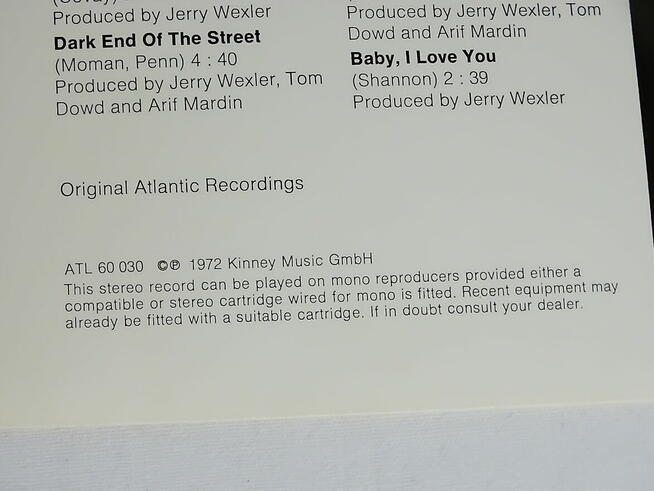 Produced by Jerry Wexler
Dark End Of The Street
(Moman, Penn) 4 : 40
Produced by Jerry Wexler, Tom
Dowd and Arif Mardin
Produced by Jerry Wexler, Tom
Dowd and Arif Mardin
Baby, I Love You
(Shannon) 2 : 39
Produced by Jerry Wexler
Original Atlantic Recordings
ATL 60 030 ©℗ 1972 Kinney Music GmbH
This stereo record can be played on mono reproducers provided either a
compatible or stereo cartridge wired for mono is fitted. Recent equipment may
already be fitted with a suitable cartridge. If in doubt consult your dealer.